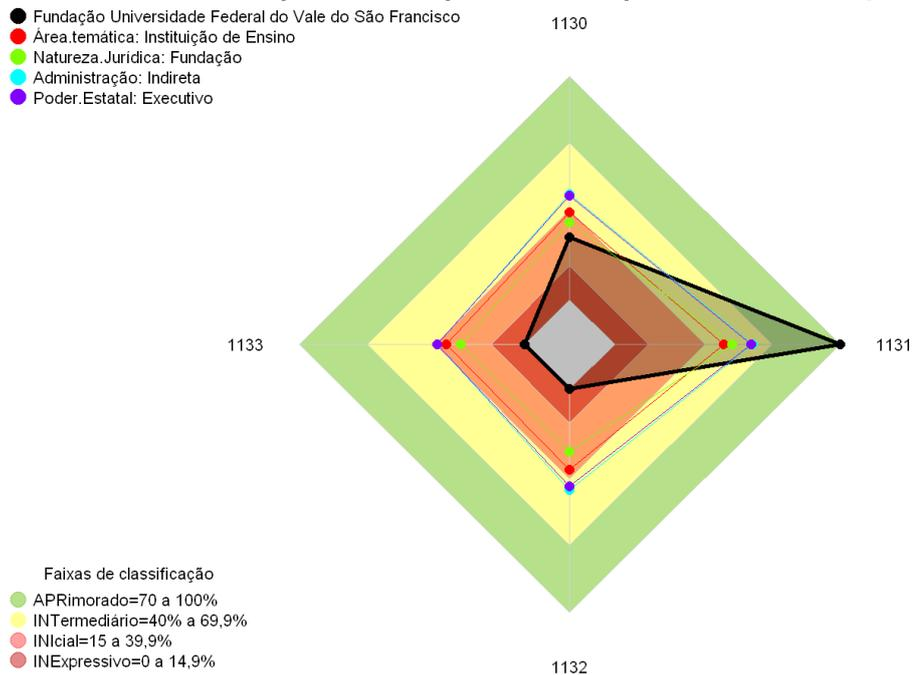 Fundação Universidade Federal do Vale do São Francisco
Área.temática: Instituição de Ensino
Natureza.Jurídica: Fundação
Administração: Indireta
Poder.Estatal: Executivo
1130
1133
1131
Faixas de classificação
APRimorado=70 a 100%
INTermediário=40% a 69,9%
INIcial=15 a 39,9%
INExpressivo=0 a 14,9%
1132